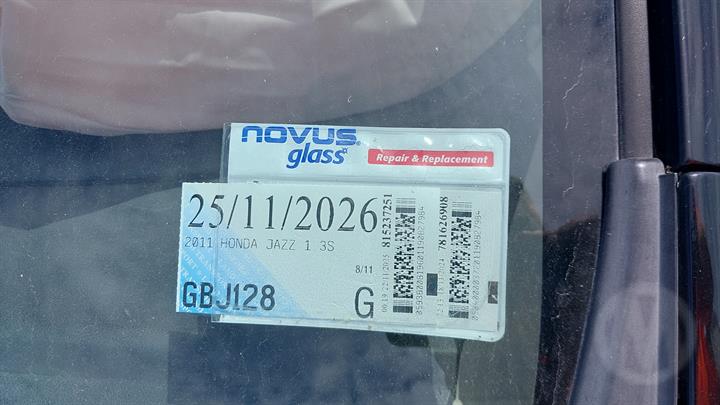 novus
glass
Repair & Replacement
25/11/2026
2011 HONDA JAZZ 1 3S
8/11
GBJ128
G
815237251
781626908